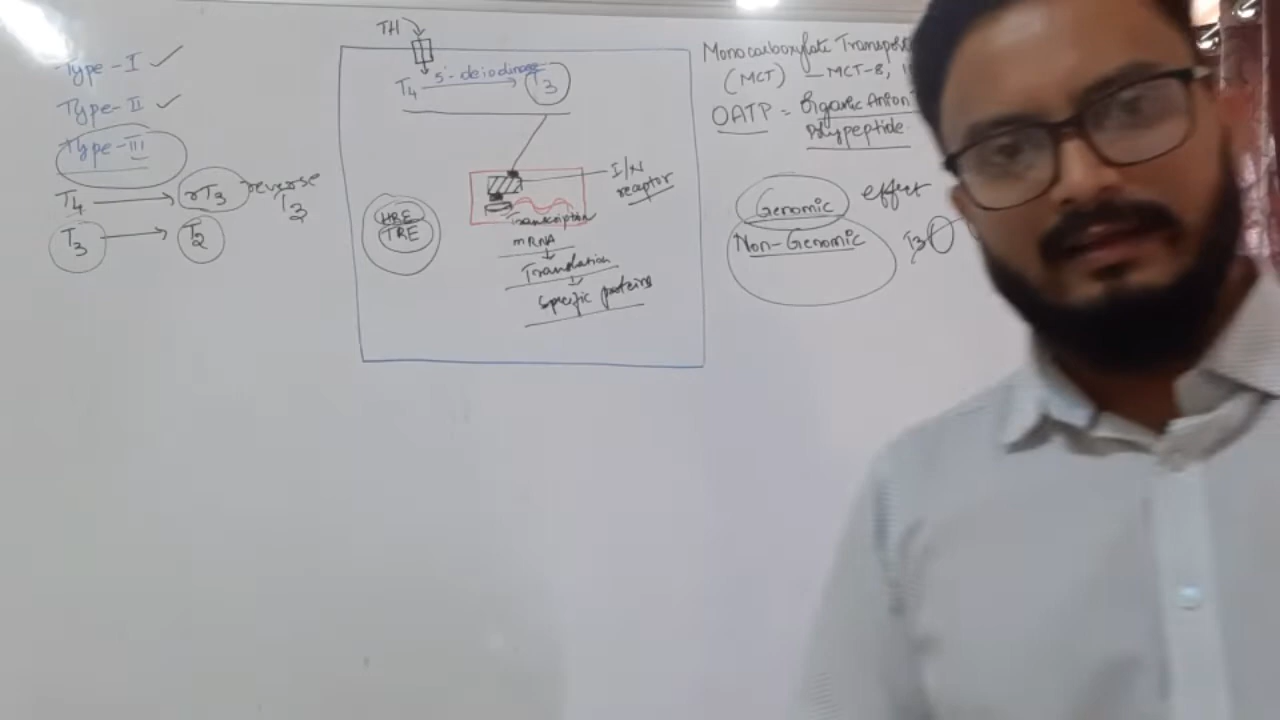 Type-I
Type-II
Type-III
T4 → rT3 reverse T3
T3 → T2
TH
T4 5'-deiodinase → T3
I/N
receptor
HRE
TRE
Transcription
mRNA
Translation
Specific proteins
Monocarboxylate
(MCT) - MCT-8,
OATP = Organic Anion
Polypeptide
Genomic effect
Non-Genomic
T3